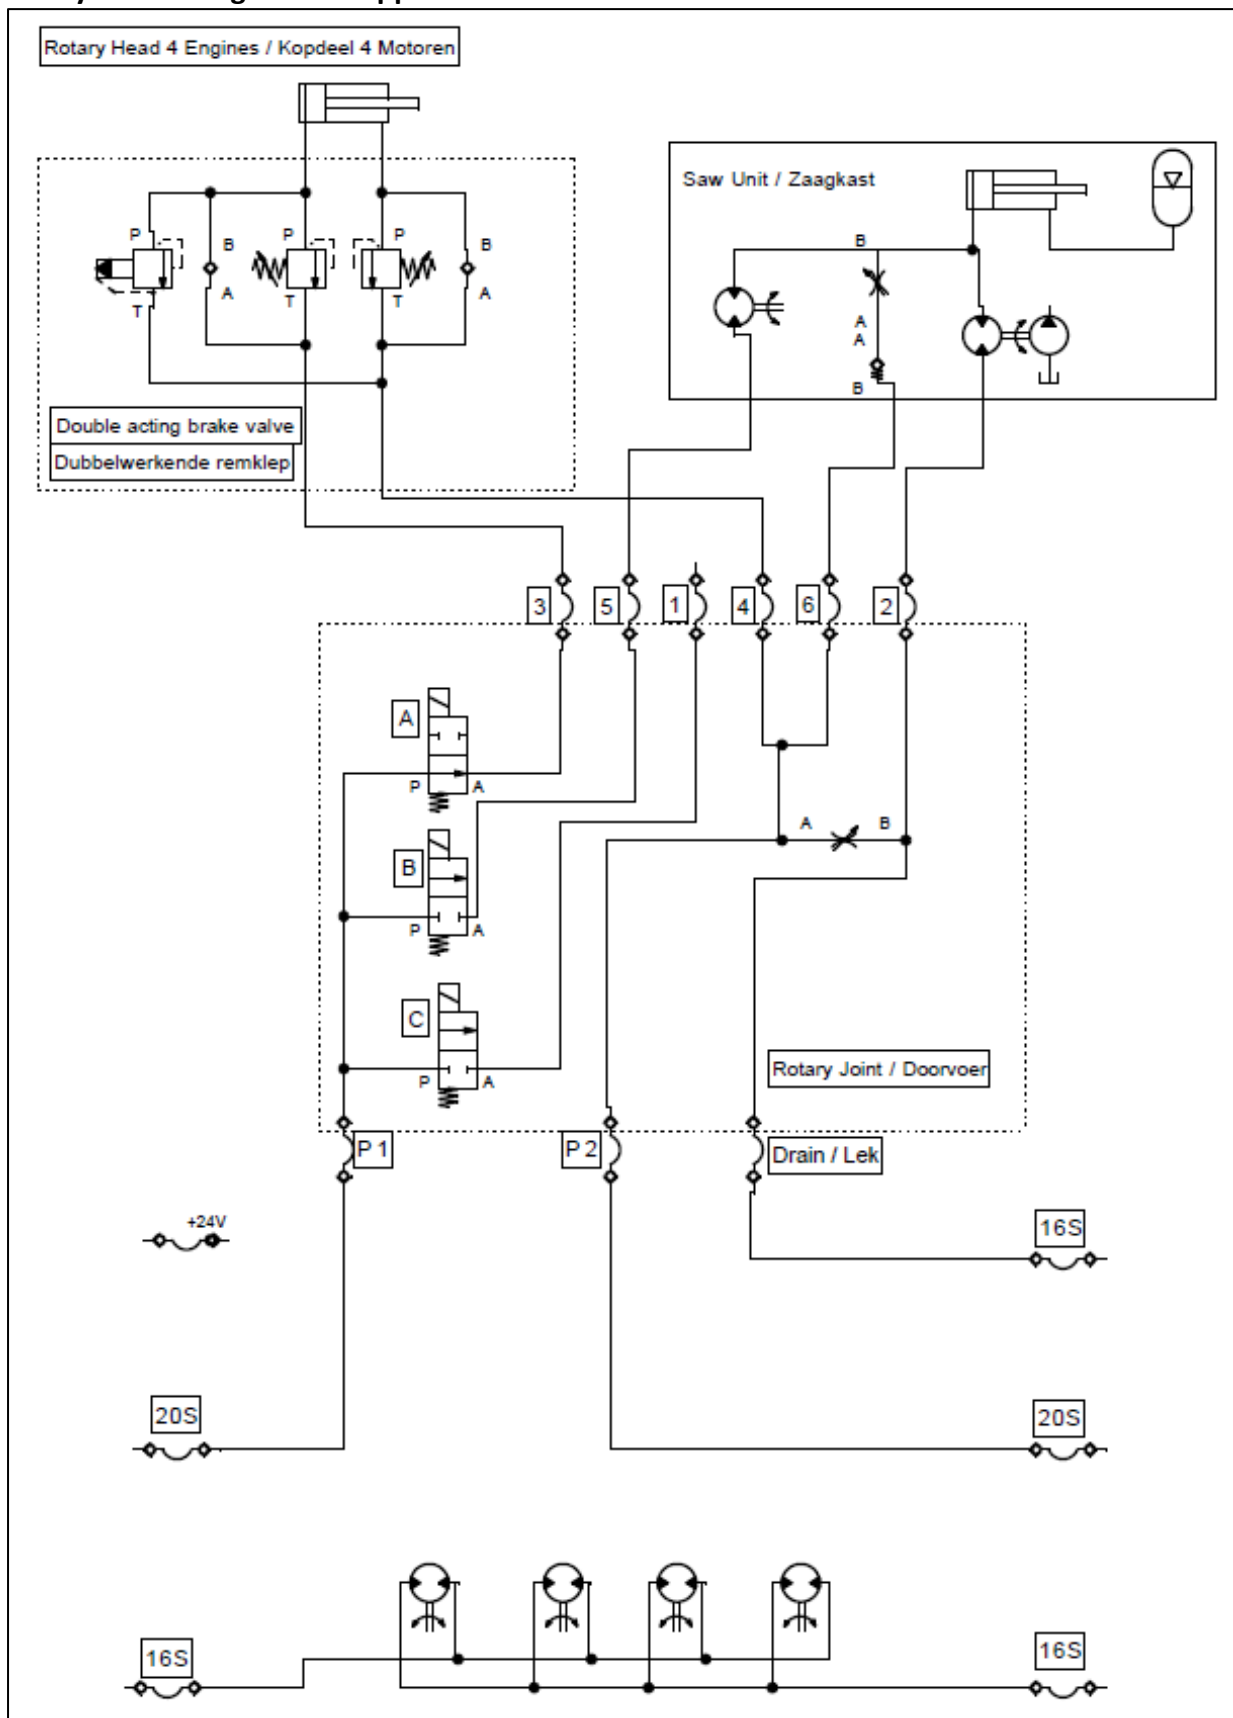 Rotary Head 4 Engines / Kopdeel 4 Motoren
Saw Unit / Zaagkast
P
B
P
P
B
T
A
T
T
A
B
A
A
B
Double acting brake valve
Dubbelwerkende remklep
3
5
1
4
6
2
A
P
A
A
B
B
P
A
C
P
A
Rotary Joint / Doorvoer
P 1
P 2
Drain / Lek
+24V
16S
20S
20S
16S
16S